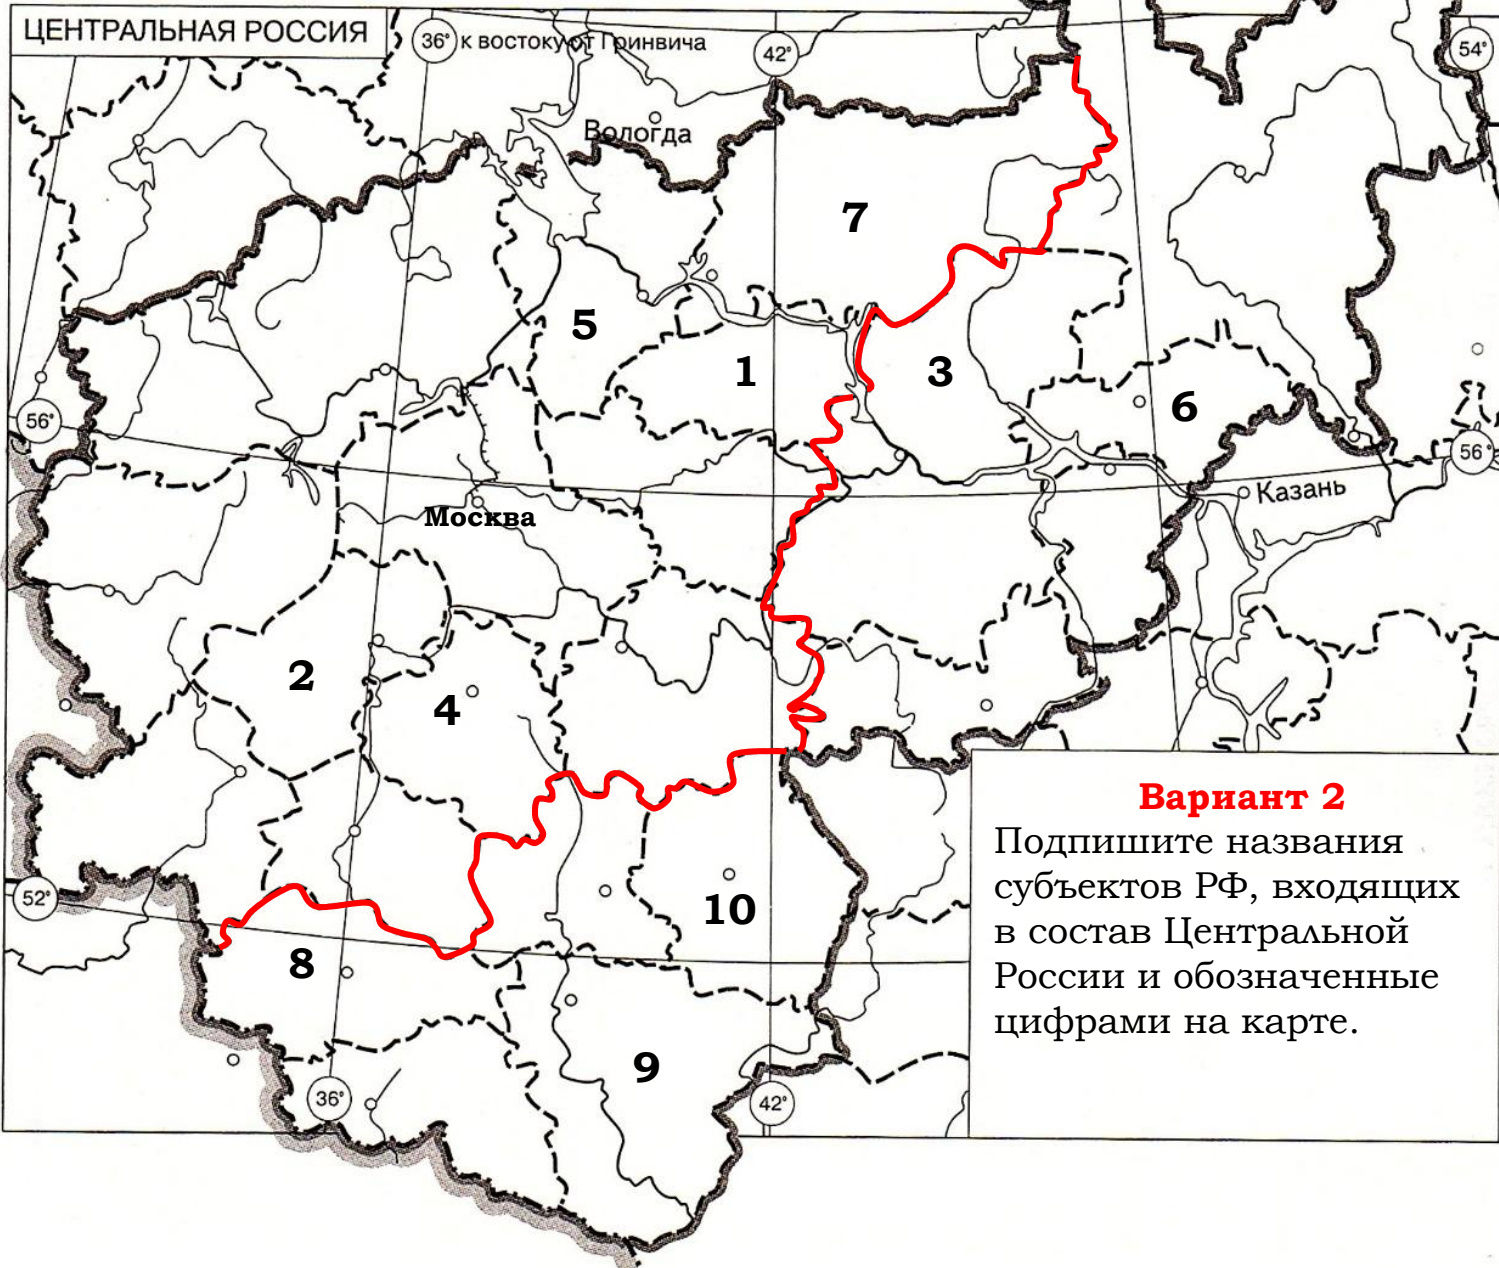 ЦЕНТРАЛЬНАЯ РОССИЯ
36° к востоку от Гринвича
42°
54°
Вологда
7
5
1
3
6
56°
56°
Казань
Москва
2
4
Вариант 2
Подпишите названия
субъектов РФ, входящих
в состав Центральной
России и обозначенные
цифрами на карте.
52°
10
8
9
36°
42°